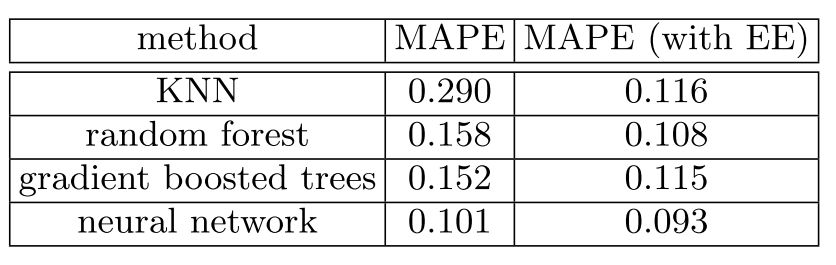 method MAPE MAPE (with EE)
KNN 0.290 0.116
random forest 0.158 0.108
gradient boosted trees 0.152 0.115
neural network 0.101 0.093